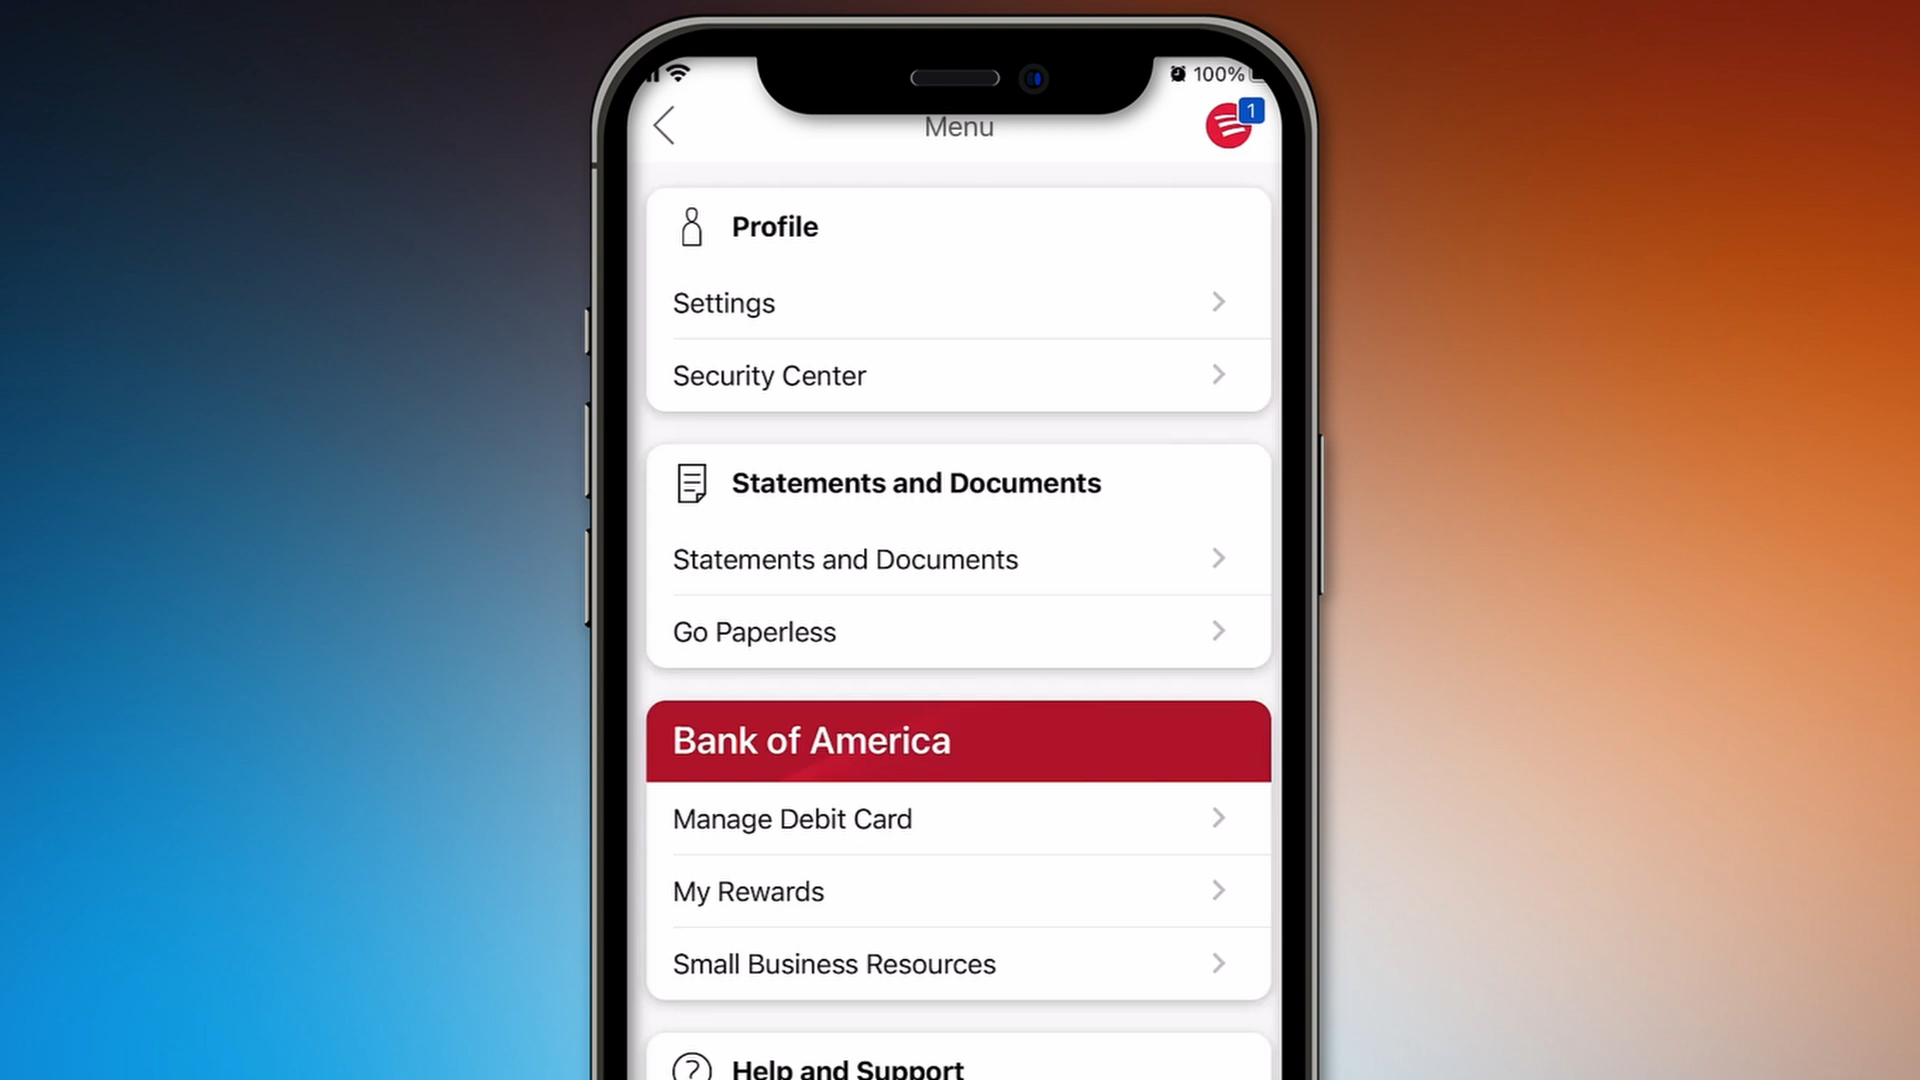 100%
Menu
1
Profile
Settings
Security Center
Statements and Documents
Statements and Documents
Go Paperless
Bank of America
Manage Debit Card
My Rewards
Small Business Resources
Help and Support